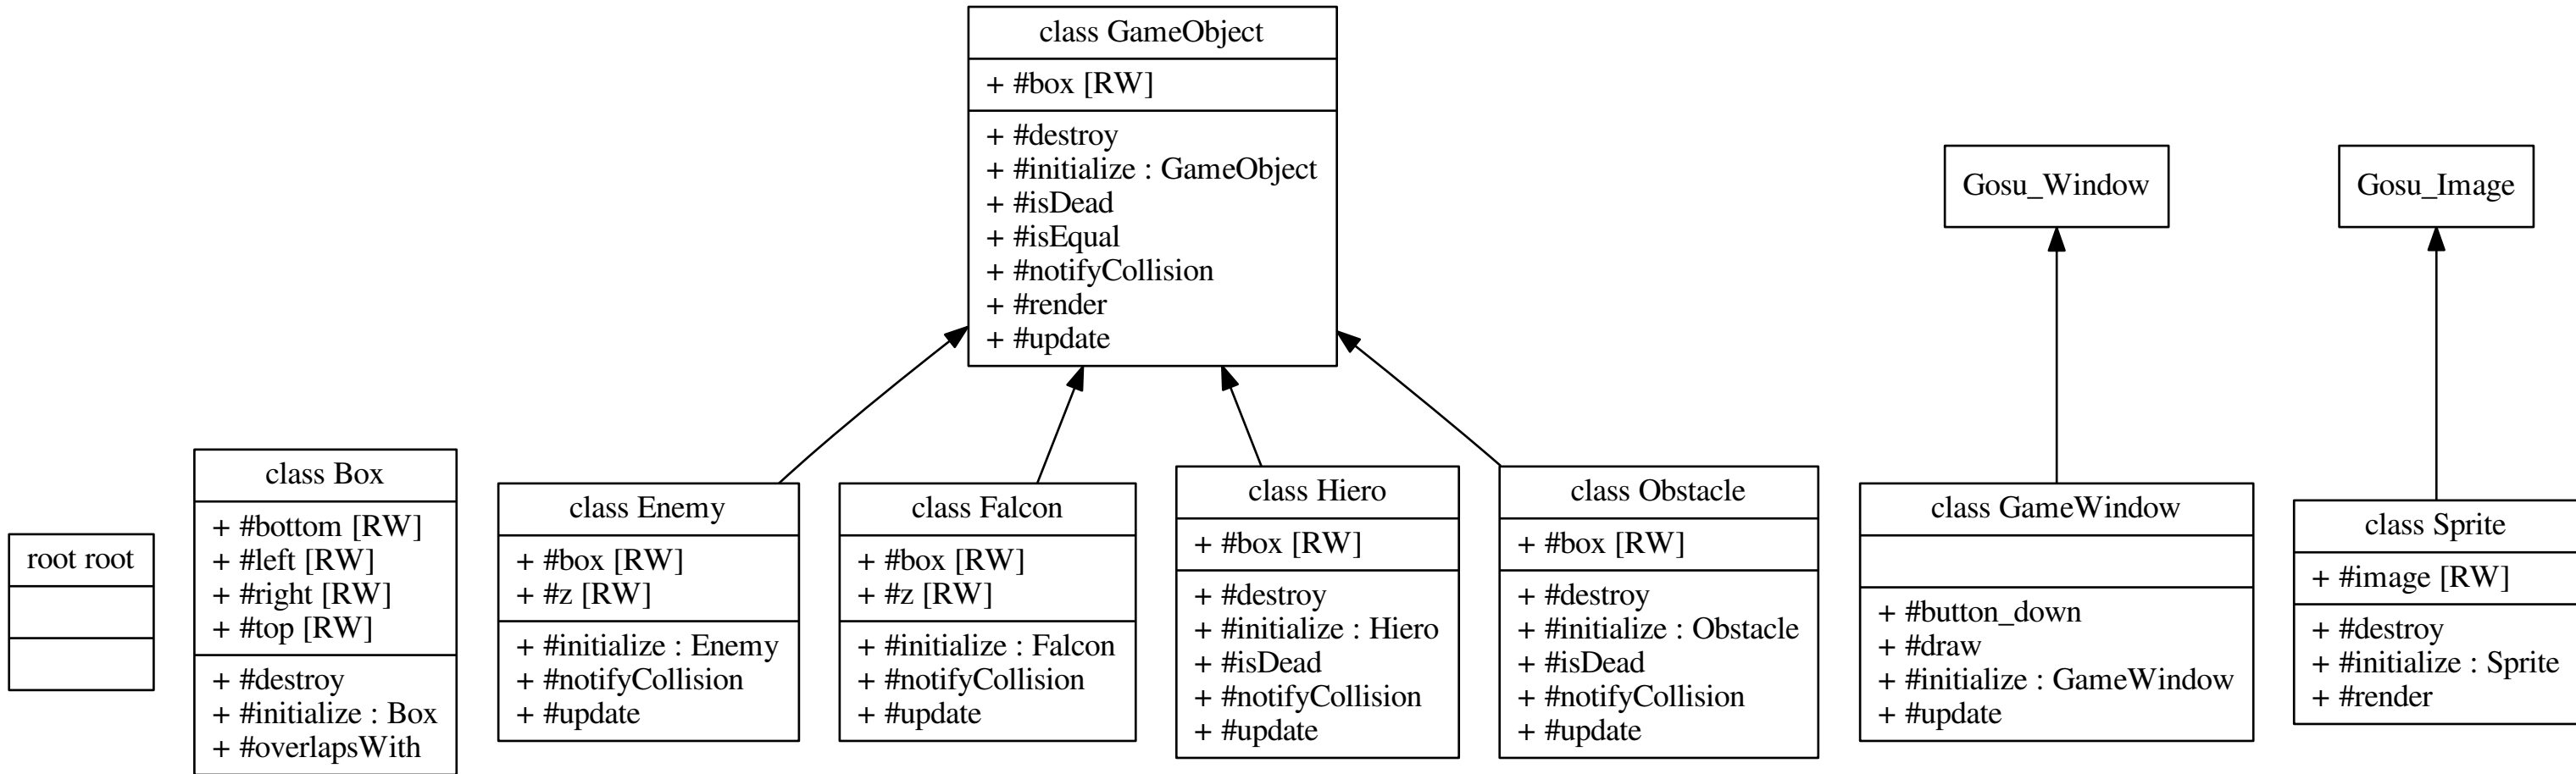 class GameObject
+ #box [RW]
+ #destroy
+ #initialize : GameObject
+ #isDead
+ #isEqual
+ #notifyCollision
+ #render
+ #update
Gosu_Window
Gosu_Image
root root
class Box
+ #bottom [RW]
+ #left [RW]
+ #right [RW]
+ #top [RW]
+ #destroy
+ #initialize : Box
+ #overlapsWith
class Enemy
+ #box [RW]
+ #z [RW]
+ #initialize : Enemy
+ #notifyCollision
+ #update
class Falcon
+ #box [RW]
+ #z [RW]
+ #initialize : Falcon
+ #notifyCollision
+ #update
class Hiero
+ #box [RW]
+ #destroy
+ #initialize : Hiero
+ #isDead
+ #notifyCollision
+ #update
class Obstacle
+ #box [RW]
+ #destroy
+ #initialize : Obstacle
+ #isDead
+ #notifyCollision
+ #update
class GameWindow
+ #button_down
+ #draw
+ #initialize : GameWindow
+ #update
class Sprite
+ #image [RW]
+ #destroy
+ #initialize : Sprite
+ #render